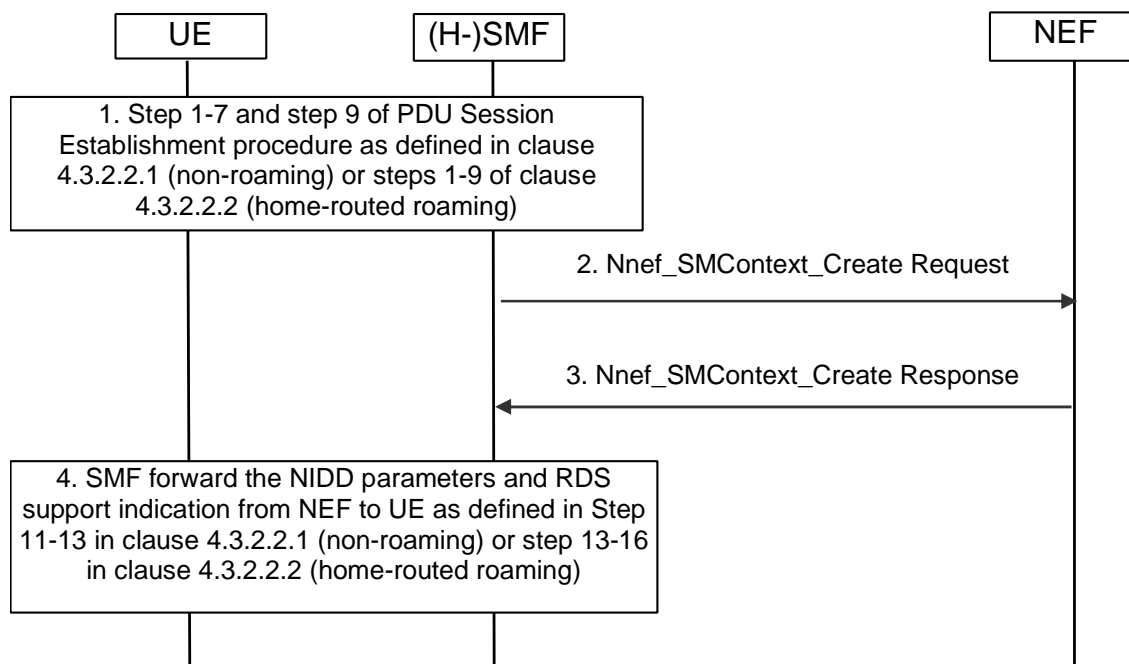 UE
(H-)SMF
NEF
1. Step 1-7 and step 9 of PDU Session
Establishment procedure as defined in clause
4.3.2.2.1 (non-roaming) or steps 1-9 of clause
4.3.2.2.2 (home-routed roaming)
2. Nnef_SMContext_Create Request
3. Nnef_SMContext_Create Response
4. SMF forward the NIDD parameters and RDS
support indication from NEF to UE as defined in Step
11-13 in clause 4.3.2.2.1 (non-roaming) or step 13-16
in clause 4.3.2.2.2 (home-routed roaming)